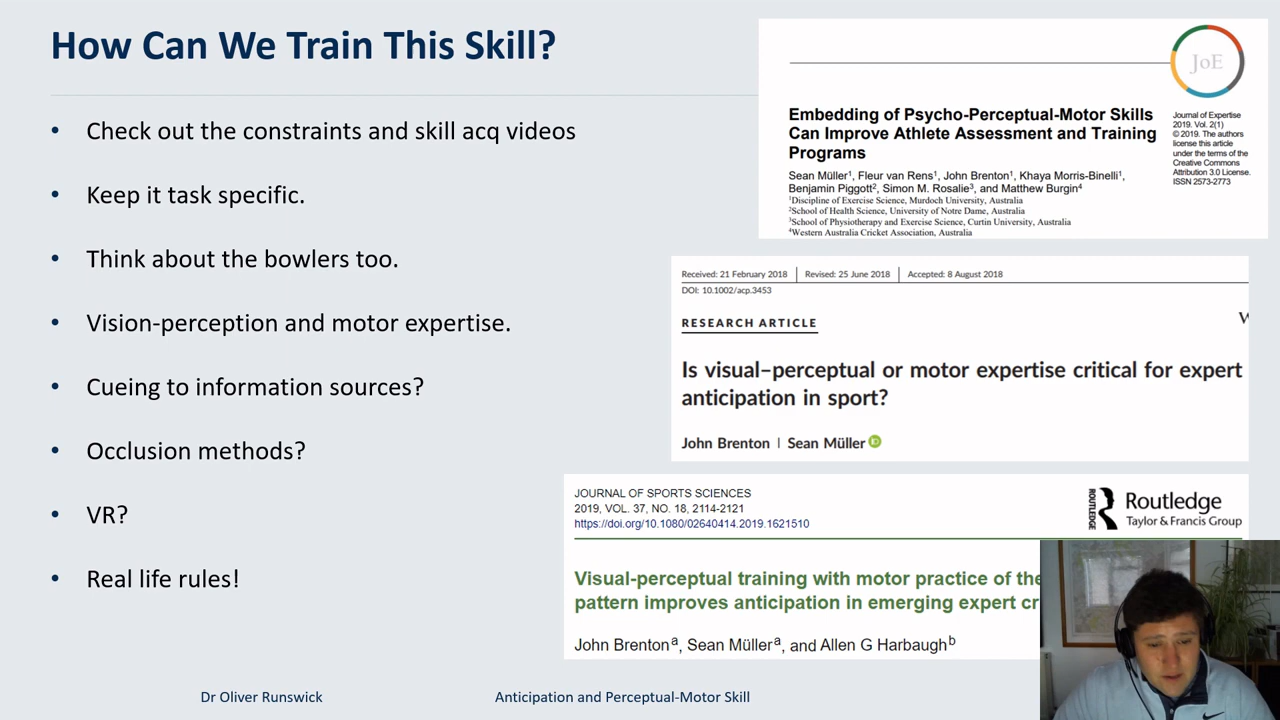 How Can We Train This Skill?
• Check out the constraints and skill acq videos
• Keep it task specific.
• Think about the bowlers too.
• Vision-perception and motor expertise.
• Cueing to information sources?
• Occlusion methods?
• VR?
• Real life rules!
JoE
Embedding of Psycho-Perceptual-Motor Skills
Can Improve Athlete Assessment and Training
Programs
Sean Müller¹, Fleur van Rens¹, John Brenton¹, Khaya Morris-Binelli¹,
Benjamin Piggott², Simon M. Rosalie³, and Matthew Burgin⁴
¹Discipline of Exercise Science, Murdoch University, Australia
²School of Health Science, University of Notre Dame, Australia
³School of Physiotherapy and Exercise Science, Curtin University, Australia
⁴Western Australia Cricket Association, Australia
Journal of Expertise
2019. Vol. 2(1)
© 2019. The authors
license this article
under the terms of the
Creative Commons
Attribution 3.0 License.
ISSN 2573-2773
Received: 21 February 2018 | Revised: 25 June 2018 | Accepted: 8 August 2018
DOI: 10.1002/acp.3453
RESEARCH ARTICLE
Is visual–perceptual or motor expertise critical for expert
anticipation in sport?
John Brenton | Sean Müller iD
JOURNAL OF SPORTS SCIENCES
2019, VOL. 37, NO. 18, 2114-2121
https://doi.org/10.1080/02640414.2019.1621510
ROUTLEDGE
Routledge
Taylor & Francis Group
Visual-perceptual training with motor practice of the
pattern improves anticipation in emerging expert cr
John Brentonᵃ, Sean Müllerᵃ, and Allen G Harbaughᵇ
Dr Oliver Runswick
Anticipation and Perceptual-Motor Skill